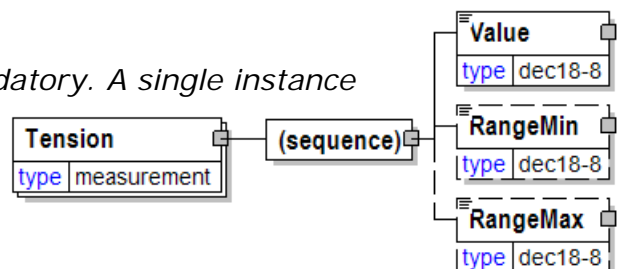 Value
type dec18-8
datory. A single instance
RangeMin
type dec18-8
Tension
type measurement
(sequence)
RangeMax
type dec18-8